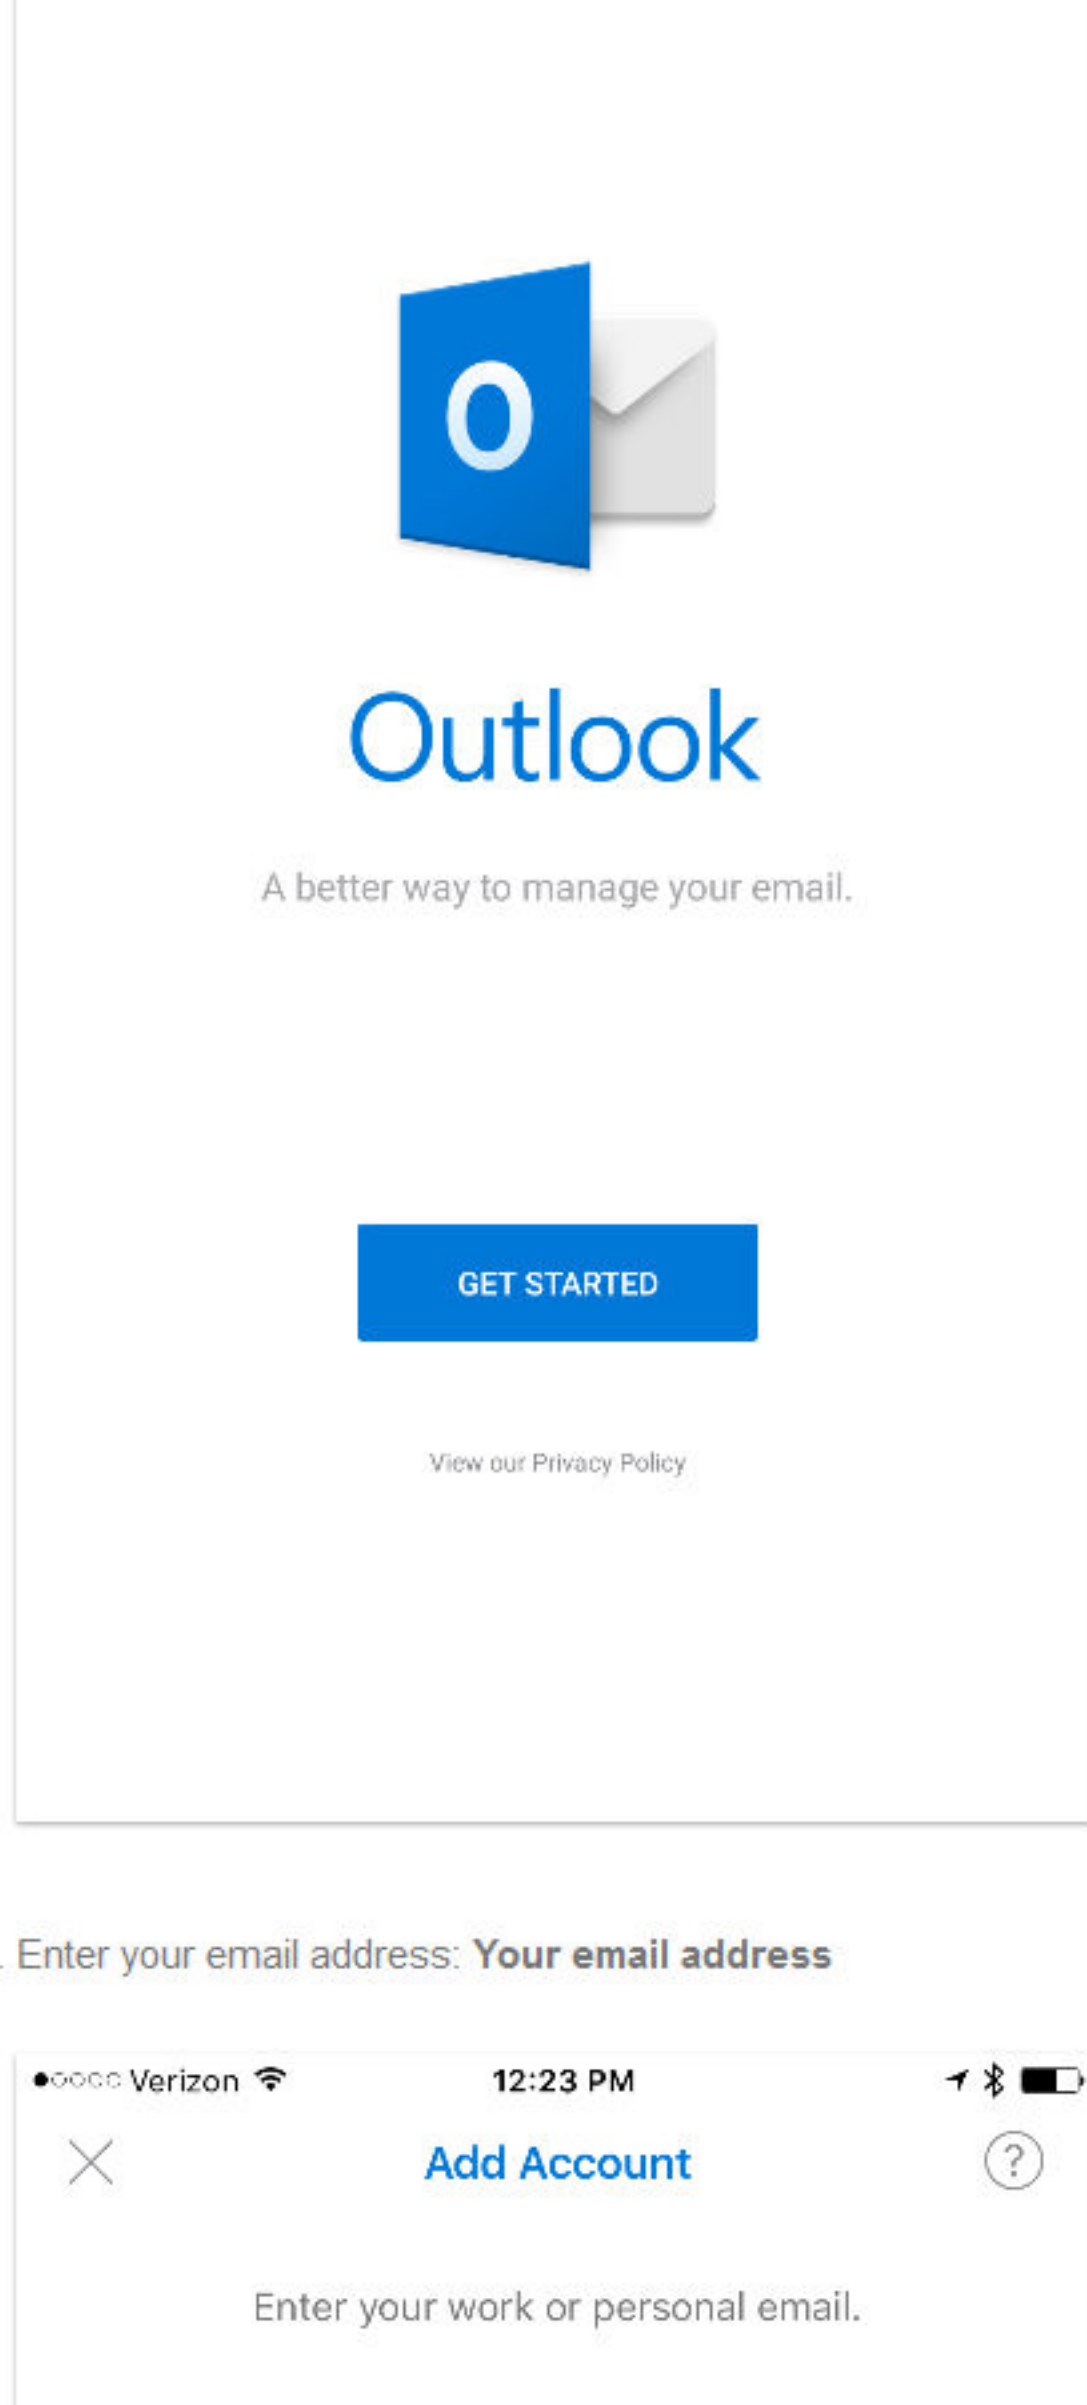 O
Outlook
A better way to manage your email.
GET STARTED
View our Privacy Policy
. Enter your email address: Your email address
Verizon 12:23 PM
Add Account
?
Enter your work or personal email.